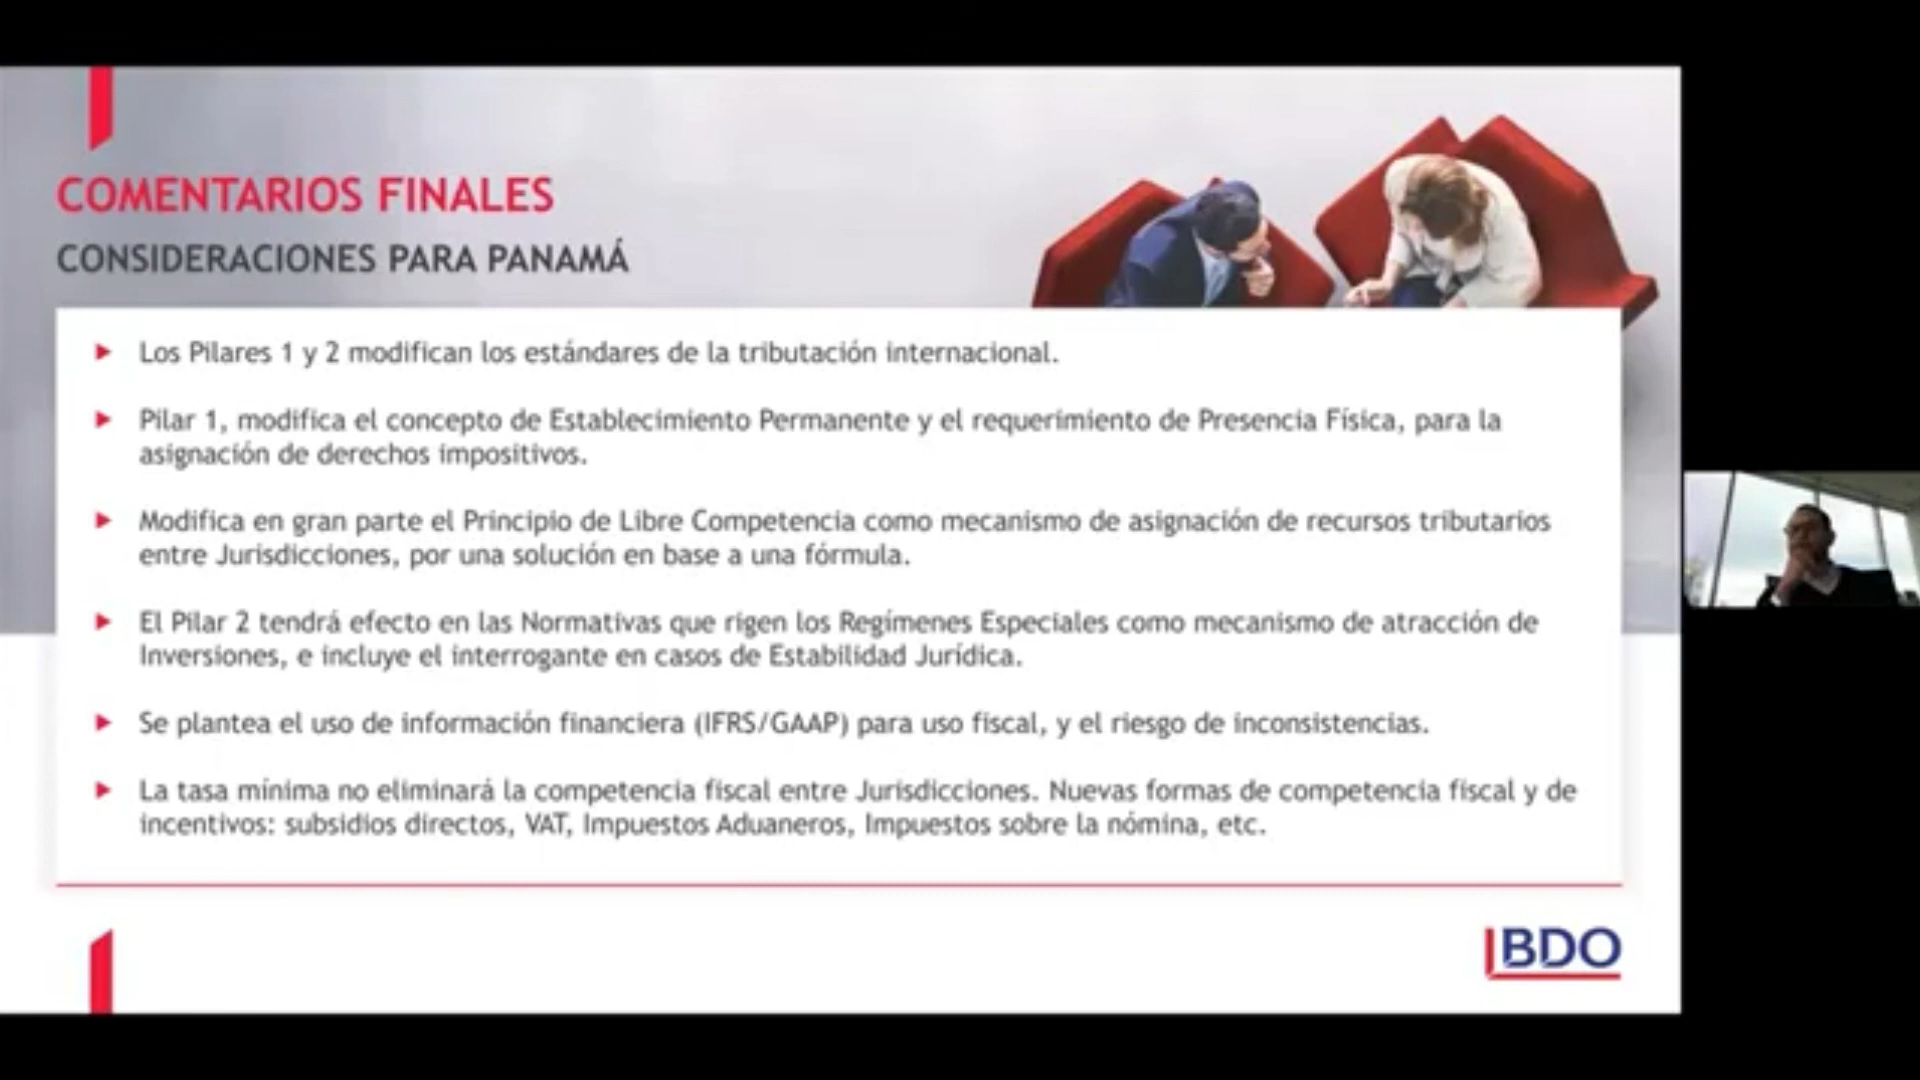 COMENTARIOS FINALES
CONSIDERACIONES PARA PANAMÁ
Los Pilares 1 y 2 modifican los estándares de la tributación internacional.
Pilar 1, modifica el concepto de Establecimiento Permanente y el requerimiento de Presencia Física, para la
asignación de derechos impositivos.
Modifica en gran parte el Principio de Libre Competencia como mecanismo de asignación de recursos tributarios
entre Jurisdicciones, por una solución en base a una fórmula.
El Pilar 2 tendrá efecto en las Normativas que rigen los Regímenes Especiales como mecanismo de atracción de
Inversiones, e incluye el interrogante en casos de Estabilidad Jurídica.
Se plantea el uso de información financiera (IFRS/GAAP) para uso fiscal, y el riesgo de inconsistencias.
La tasa mínima no eliminará la competencia fiscal entre Jurisdicciones. Nuevas formas de competencia fiscal y de
incentivos: subsidios directos, VAT, Impuestos Aduaneros, Impuestos sobre la nómina, etc.
BDO